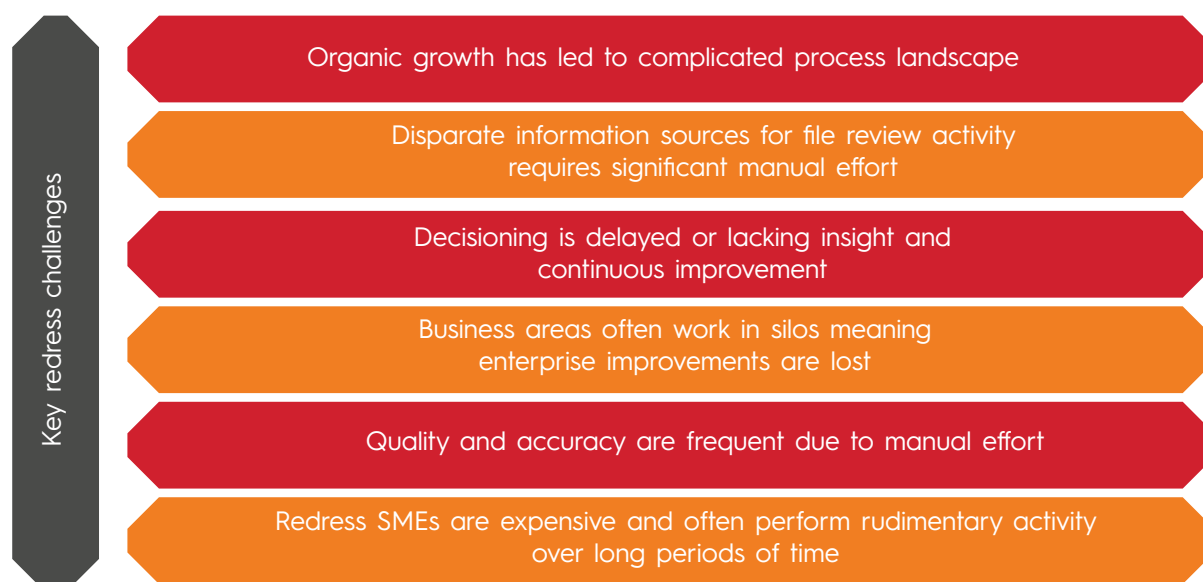 Key redress challenges
Organic growth has led to complicated process landscape
Disparate information sources for file review activity
requires significant manual effort
Decisioning is delayed or lacking insight and
continuous improvement
Business areas often work in silos meaning
enterprise improvements are lost
Quality and accuracy are frequent due to manual effort
Redress SMEs are expensive and often perform rudimentary activity
over long periods of time